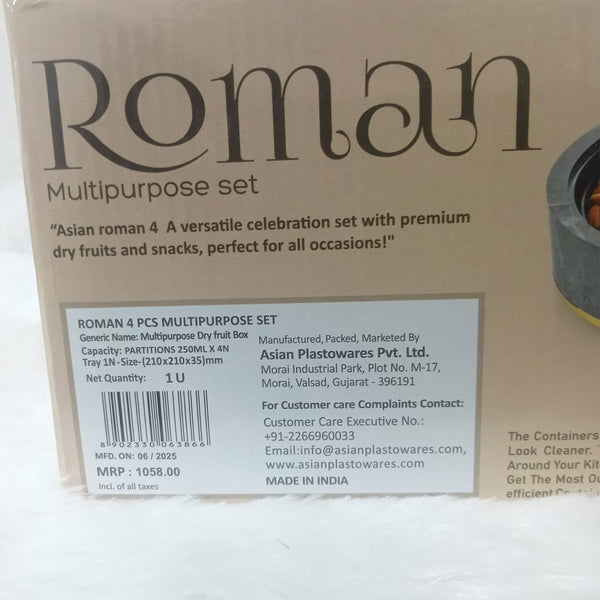 Roman
Multipurpose set
"Asian roman 4 A versatile celebration set with premium
dry fruits and snacks, perfect for all occasions!"
ROMAN 4 PCS MULTIPURPOSE SET
Generic Name: Multipurpose Dry fruit Box
Capacity: PARTITIONS 250ML X 4N
Tray 1N-Size-(210x210x35)mm
Net Quantity: 1 U
8 902330 063866
MFD. ON: 06 / 2025
MRP : 1058.00
Incl. of all taxes
Manufactured, Packed, Marketed By
Asian Plastowares Pvt. Ltd.
Morai Industrial Park, Plot No. M-17,
Morai, Valsad, Gujarat - 396191
For Customer care Complaints Contact:
Customer Care Executive No.:
+91-2266960033
Email:info@asianplastowares.com,
www.asianplastowares.com
MADE IN INDIA
The Containers
Look Cleaner.
Around Your
Get The Most
efficient